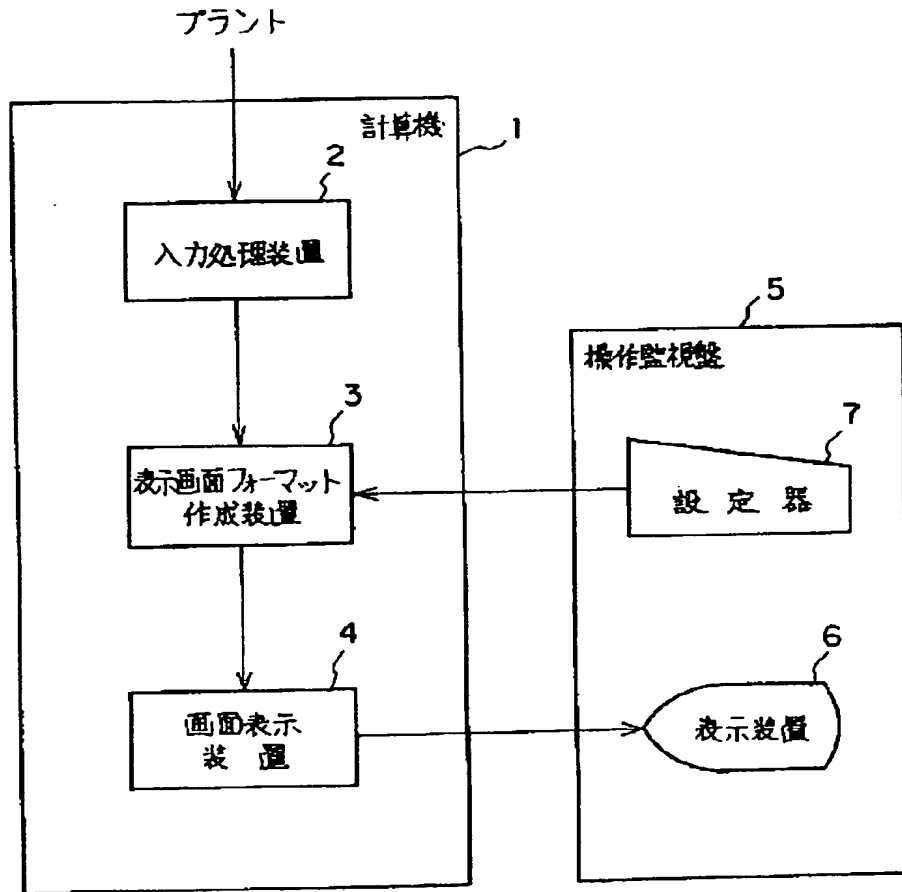 プラント
計算機
1
2
入力処理装置
3
表示画面フォーマット
作成装置
4
画面表示
装置
5
操作監視盤
7
設定器
6
表示装置